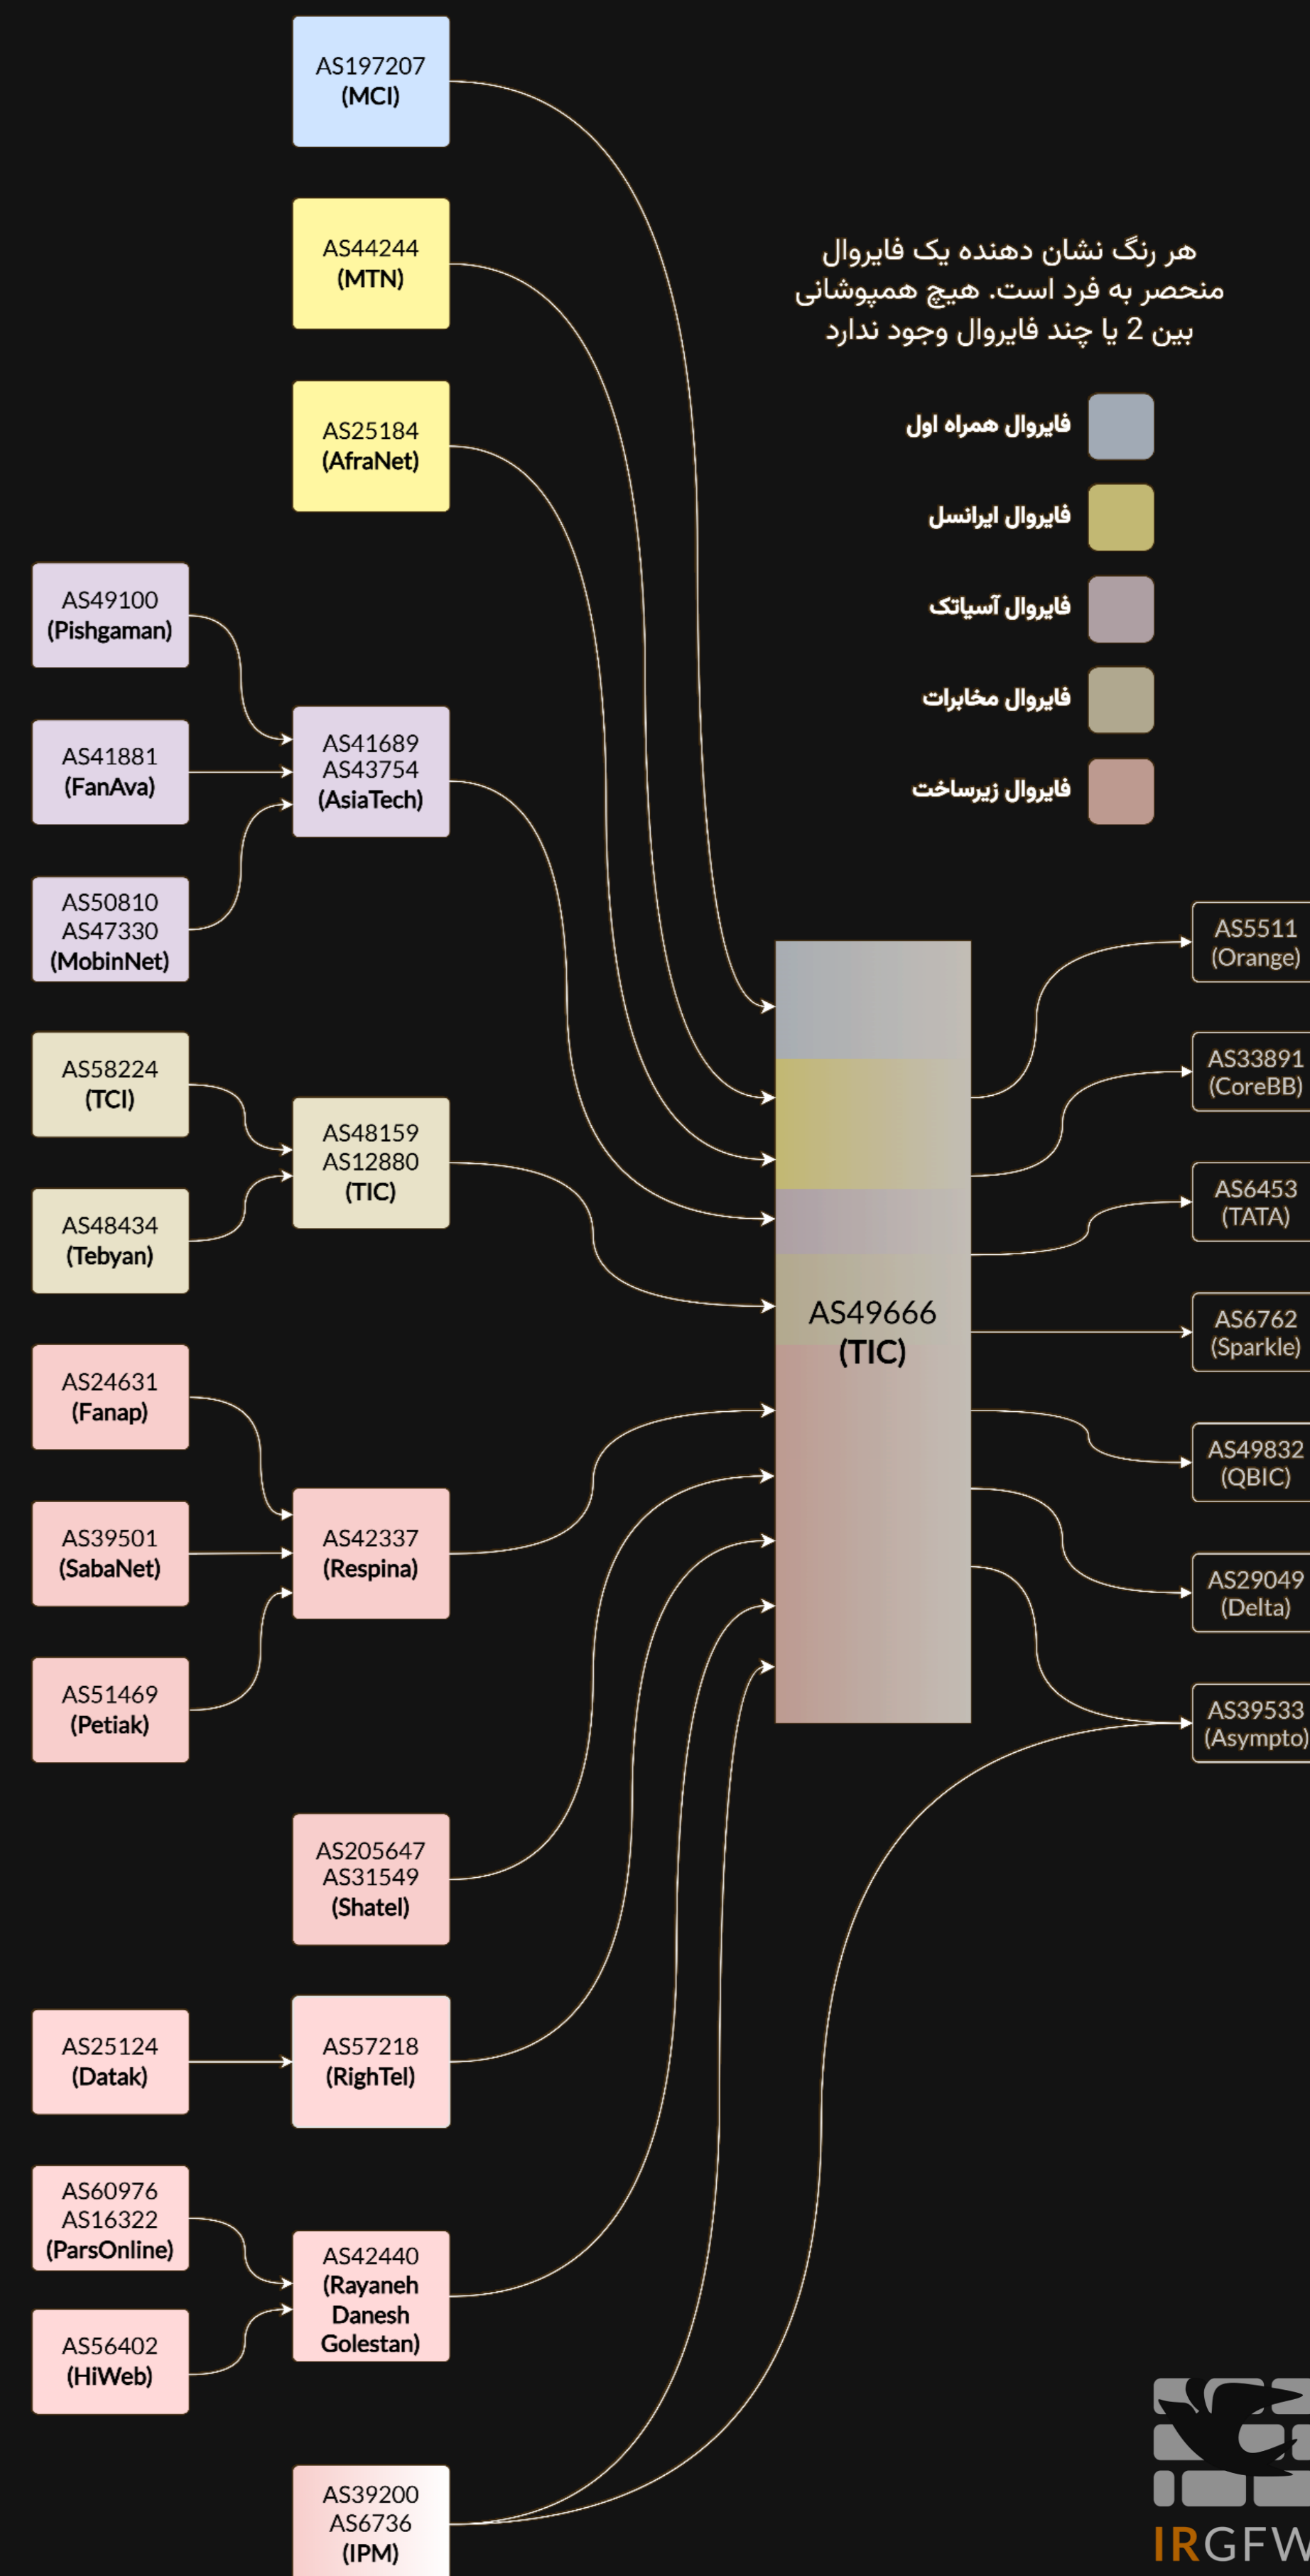 AS197207
(MCI)
AS44244
(MTN)
AS25184
(AfraNet)
هر رنگ نشان دهنده یک فایروال
منحصر به فرد است. هیچ همپوشانی
بین 2 یا چند فایروال وجود ندارد
فایروال همراه اول
فایروال ایرانسل
فایروال آسیاتک
فایروال مخابرات
فایروال زیرساخت
AS49100
(Pishgaman)
AS41881
(FanAva)
AS50810
AS47330
(MobinNet)
AS41689
AS43754
(AsiaTech)
AS58224
(TCI)
AS48434
(Tebyan)
AS48159
AS12880
(TIC)
AS24631
(Fanap)
AS39501
(SabaNet)
AS51469
(Petiak)
AS42337
(Respina)
AS205647
AS31549
(Shatel)
AS25124
(Datak)
AS57218
(RighTel)
AS60976
AS16322
(ParsOnline)
AS56402
(HiWeb)
AS42440
(Rayaneh
Danesh
Golestan)
AS39200
AS6736
(IPM)
AS49666
(TIC)
AS5511
(Orange)
AS33891
(CoreBB)
AS6453
(TATA)
AS6762
(Sparkle)
AS49832
(QBIC)
AS29049
(Delta)
AS39533
(Asympto)
IRGFW